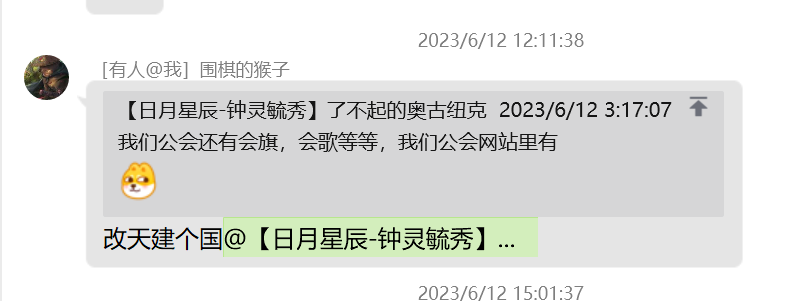 2023/6/12 12:11:38
[有人@我] 围棋的猴子
【日月星辰-钟灵毓秀】了不起的奥古纽克 2023/6/12 3:17:07
我们公会还有会旗，会歌等等，我们公会网站里有
改天建个国@【日月星辰-钟灵毓秀】...
2023/6/12 15:01:37